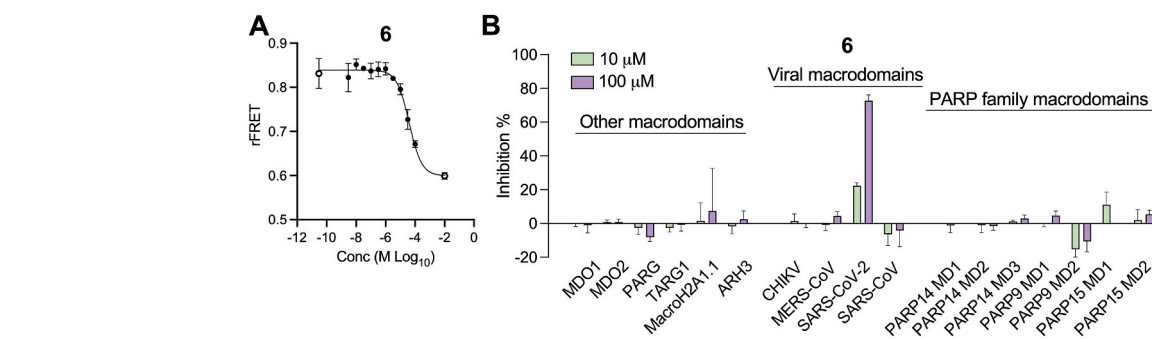 A
6
0.9
0.8
0.7
0.6
0.5
rFRET
-12 -10 -8 -6 -4 -2 0
Conc (M Log10)
B
6
100
80
60
40
20
0
-20
Inhibition %
10 µM
100 µM
Other macrodomains
Viral macrodomains
PARP family macrodomains
MDO1
MDO2
PARG
TARG1
MacroH2A1.1
ARH3
CHIKV
MERS-CoV
SARS-CoV-2
SARS-CoV
PARP14 MD1
PARP14 MD2
PARP14 MD3
PARP9 MD1
PARP9 MD2
PARP15 MD1
PARP15 MD2